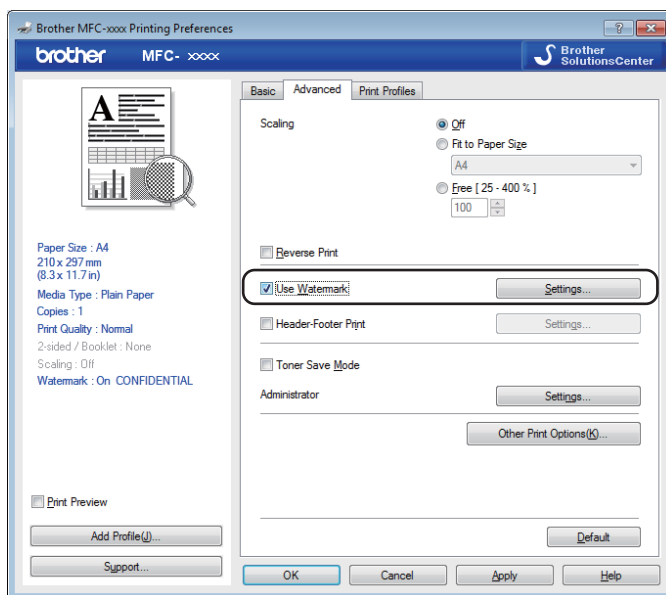 Brother MFC-xxxx Printing Preferences
brother MFC- xxxx
Brother
SolutionsCenter
Basic Advanced Print Profiles
A
Scaling
Off
Fit to Paper Size
A4
Free [ 25 - 400 % ]
100
Reverse Print
Use Watermark Settings...
Header-Footer Print Settings...
Toner Save Mode
Administrator Settings...
Other Print Options(K)...
Default
Paper Size : A4
210 x 297 mm
(8.3 x 11.7 in)
Media Type : Plain Paper
Copies : 1
Print Quality : Normal
2-sided / Booklet : None
Scaling : Off
Watermark : On CONFIDENTIAL
Print Preview
Add Profile(J)...
Support...
OK Cancel Apply Help